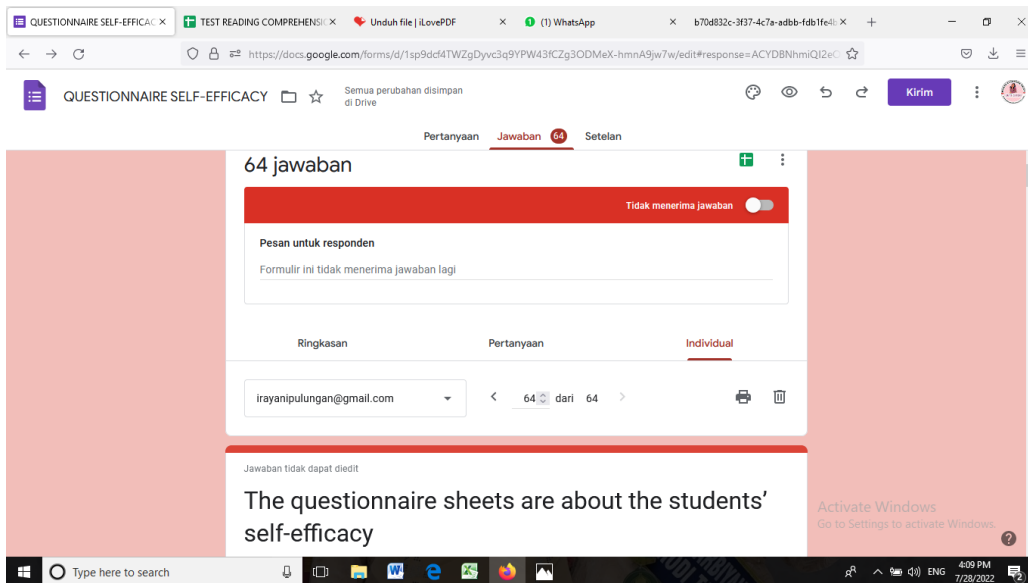 QUESTIONNAIRE SELF-EFFICAC
TEST READING COMPREHENSIO
Unduh file | iLovePDF
(1) WhatsApp
b70d832c-3f37-4c7a-adbb-fdb1fe4b
https://docs.google.com/forms/d/1sp9dcf4TWZgDyvc3q9YPW43fCZg3ODMeX-hmnA9jw7w/edit#response=ACYDBNhmiQI2eO
QUESTIONNAIRE SELF-EFFICACY
Semua perubahan disimpan
di Drive
Kirim
Pertanyaan Jawaban 64 Setelan
64 jawaban
Tidak menerima jawaban
Pesan untuk responden
Formulir ini tidak menerima jawaban lagi
Ringkasan Pertanyaan Individual
irayanipulungan@gmail.com 64 dari 64
Jawaban tidak dapat diedit
The questionnaire sheets are about the students'
self-efficacy
Activate Windows
Go to Settings to activate Windows.
Type here to search
ENG
4:09 PM
7/28/2022